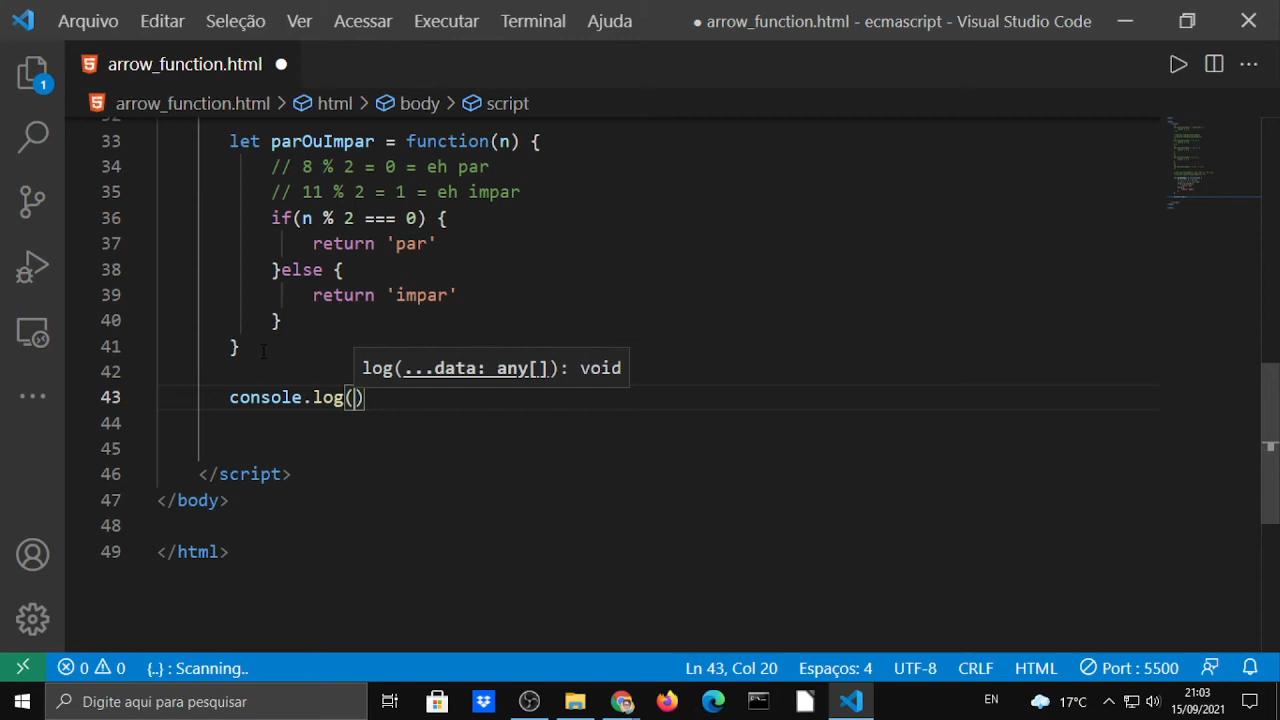 Arquivo Editar Seleção Ver Acessar Executar Terminal Ajuda ● arrow_function.html - ecmascript - Visual Studio Code
arrow_function.html
1
arrow_function.html > html > body > script
32
33 let parOuImpar = function(n) {
34 // 8 % 2 = 0 = eh par
35 // 11 % 2 = 1 = eh impar
36 if(n % 2 === 0) {
37 return 'par'
38 }else {
39 return 'impar'
40 }
41 }
log(...data: any[]): void
42
43 console.log()
44
45
46 </script>
47 </body>
48
49 </html>
0 0 {..} : Scanning.. Ln 43, Col 20 Espaços: 4 UTF-8 CRLF HTML Port : 5500
Digite aqui para pesquisar EN 17°C 21:03
15/09/2021